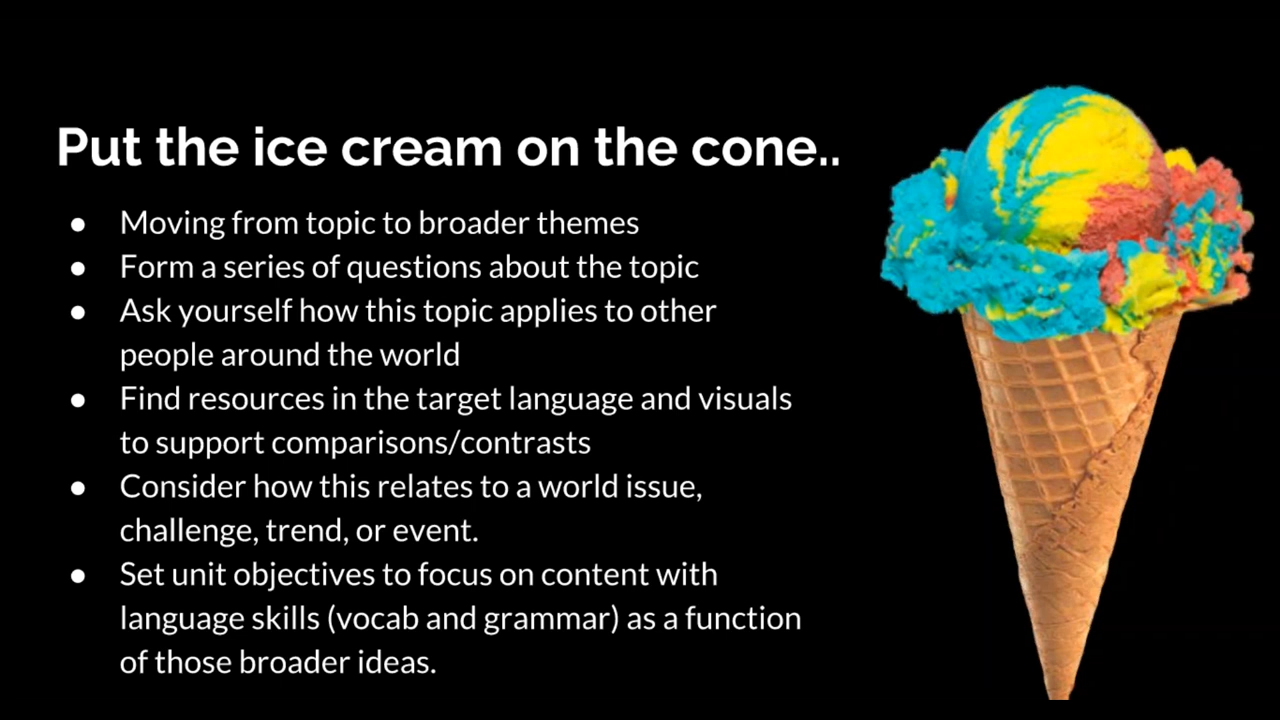 Put the ice cream on the cone..
● Moving from topic to broader themes
● Form a series of questions about the topic
● Ask yourself how this topic applies to other
people around the world
● Find resources in the target language and visuals
to support comparisons/contrasts
● Consider how this relates to a world issue,
challenge, trend, or event.
● Set unit objectives to focus on content with
language skills (vocab and grammar) as a function
of those broader ideas.